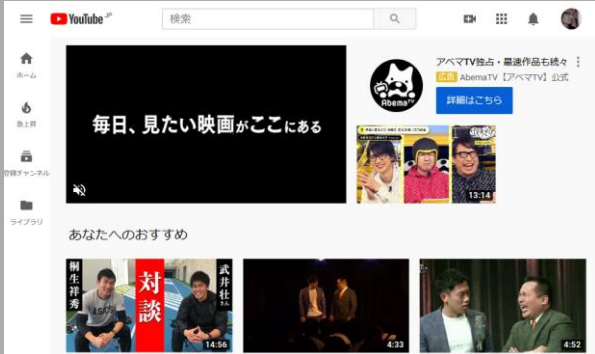 YouTube JP
検索
ホーム
急上昇
登録チャンネル
ライブラリ
毎日、見たい映画がここにある
AbemaTV
アベマTV独占・最速作品も続々
広告 AbemaTV【アベマTV】公式
詳細はこちら
13:14
あなたへのおすすめ
桐生祥秀
対談
武井壮さん
14:56
4:33
4:52